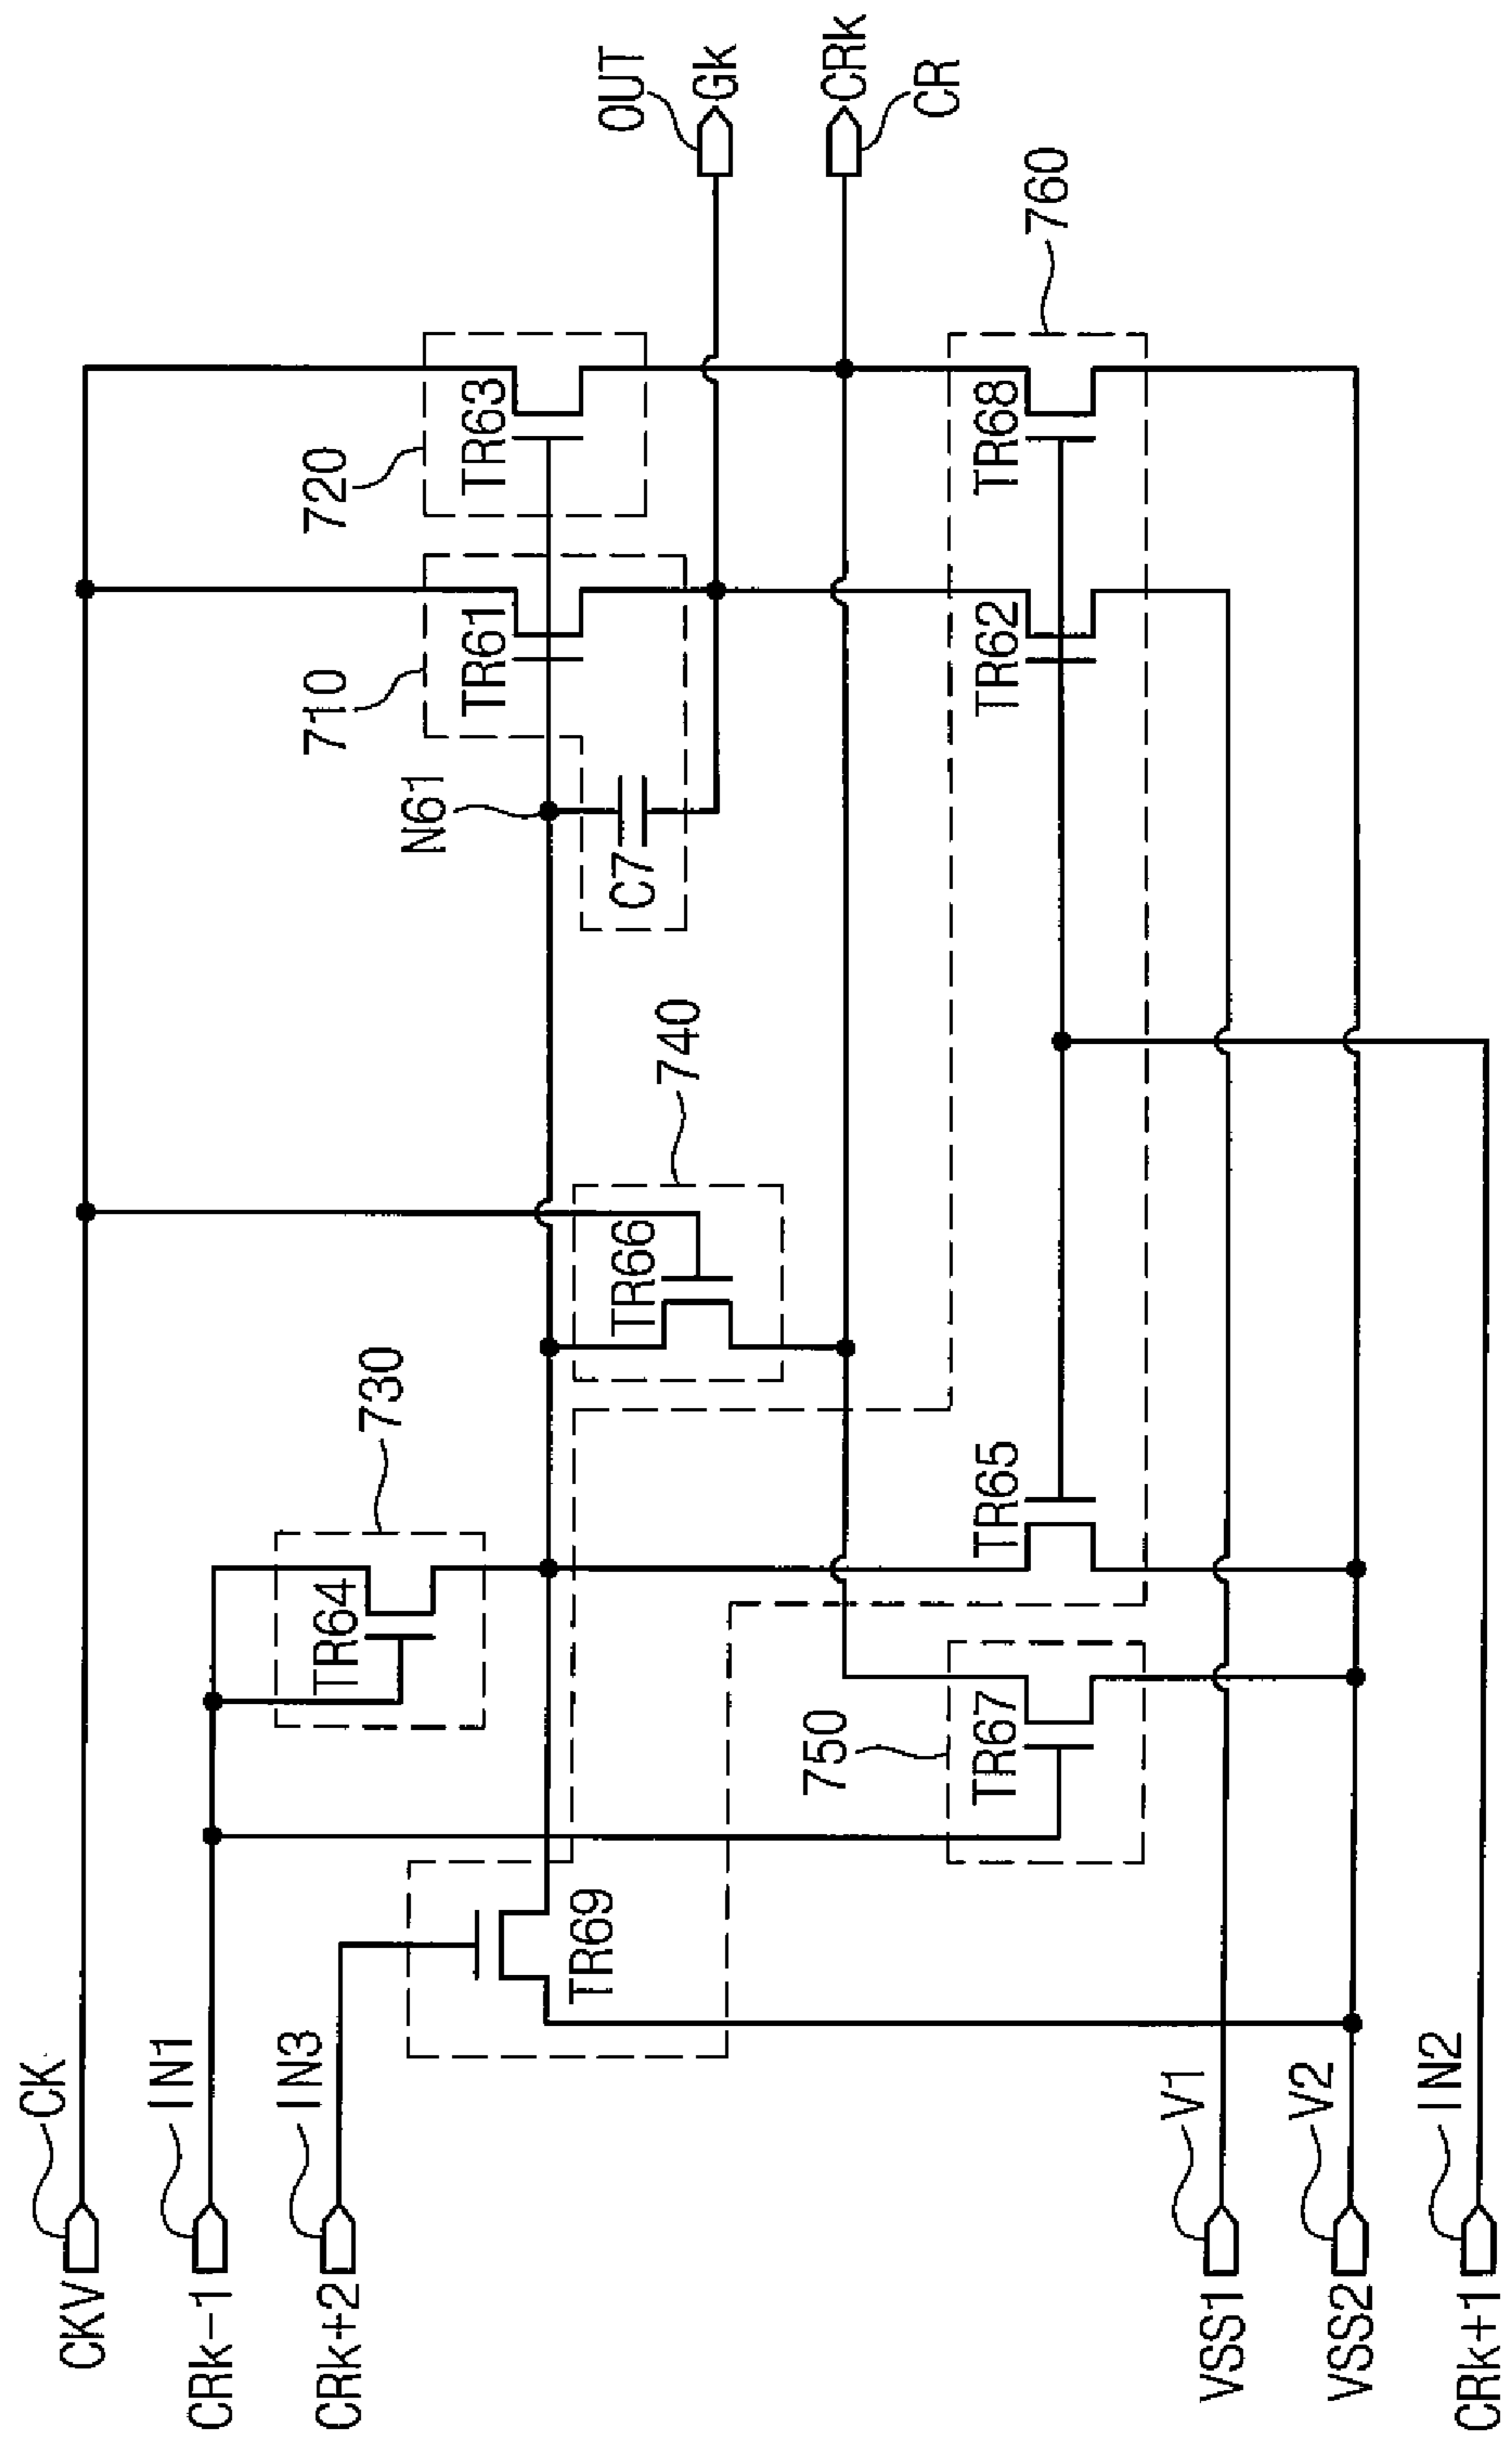 CKV
CK
CRk-1
IN1
CRk+2
IN3
730
TR64
740
TR66
N61
C7
710
TR61
720
TR63
OUT
Gk
CRk
CR
TR69
750
TR67
TR65
TR62
TR68
760
VSS1
V1
VSS2
V2
CRk+1
IN2